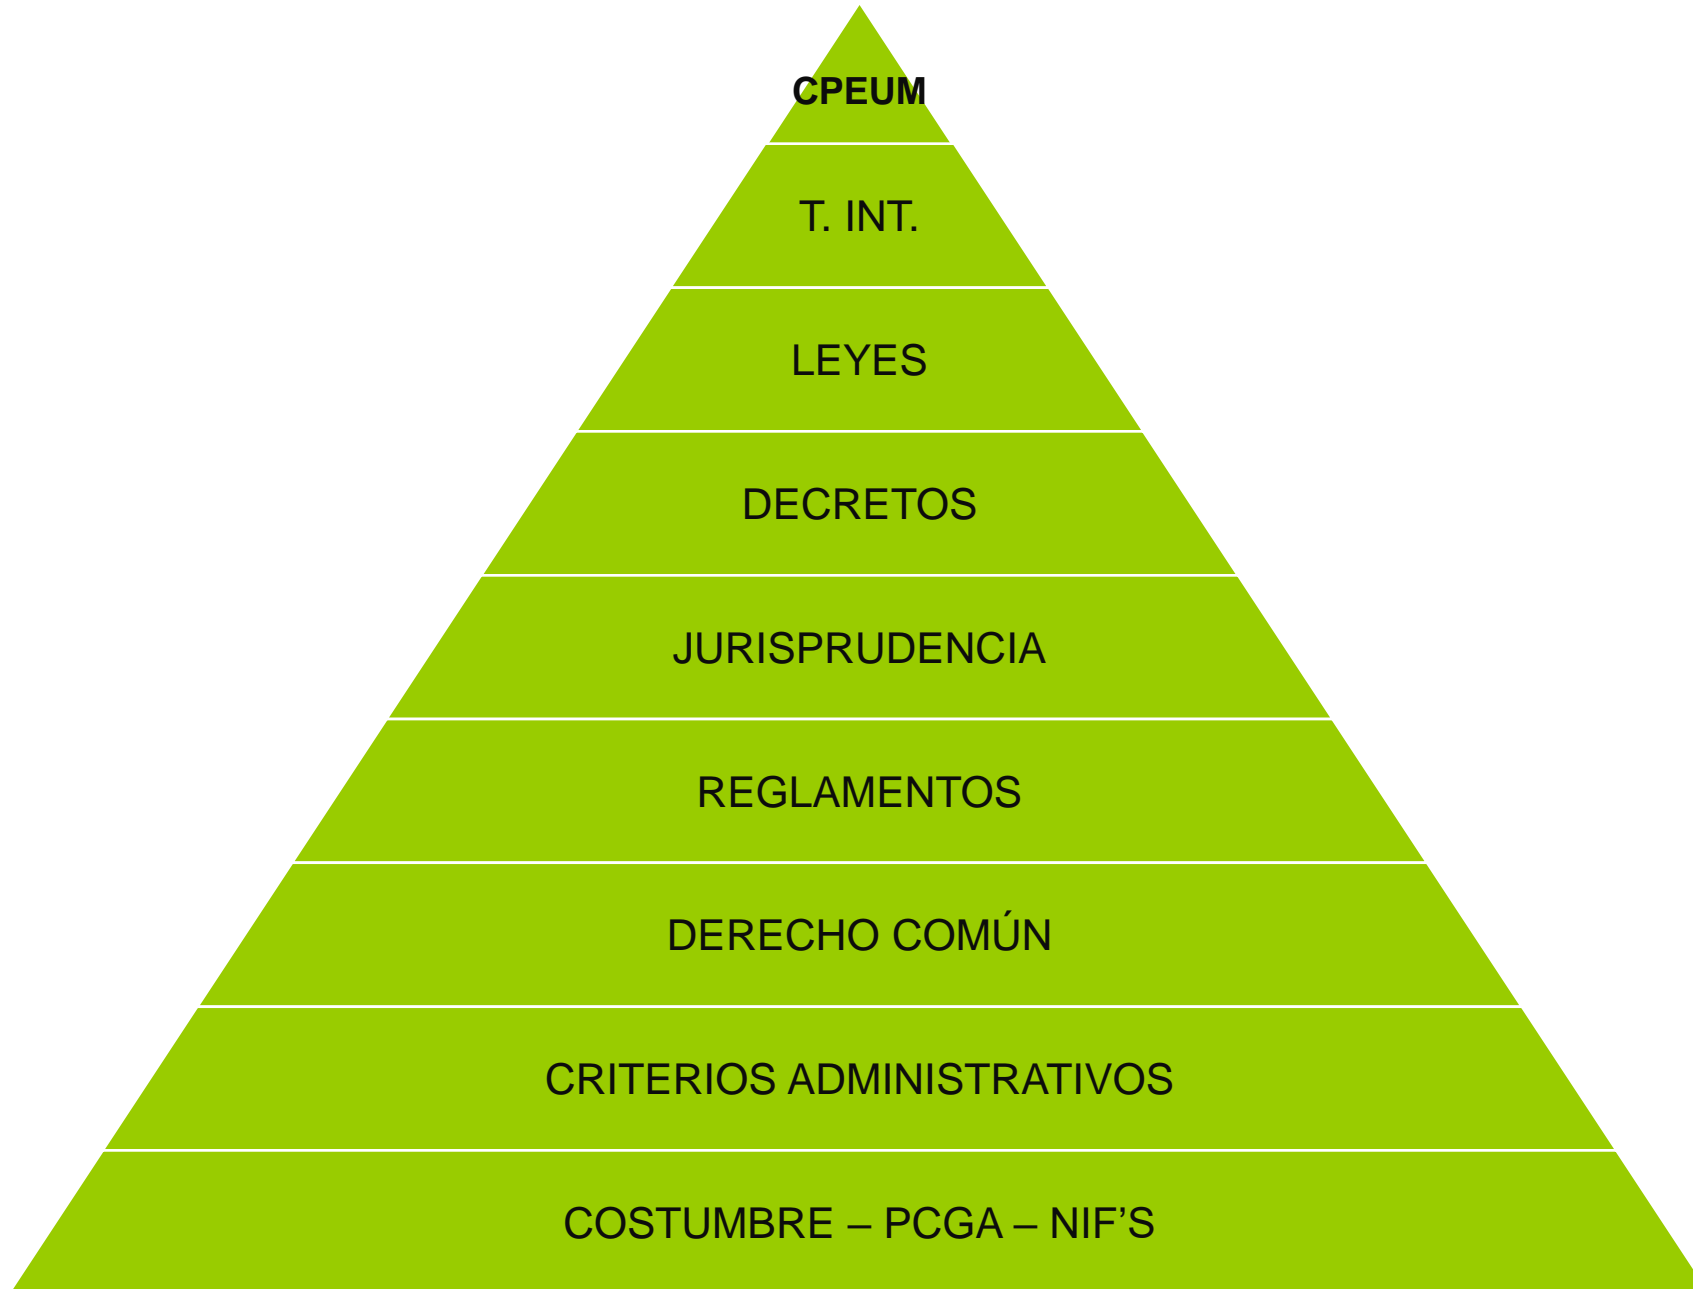 CPEUM
T. INT.
LEYES
DECRETOS
JURISPRUDENCIA
REGLAMENTOS
DERECHO COMÚN
CRITERIOS ADMINISTRATIVOS
COSTUMBRE – PCGA – NIF’S